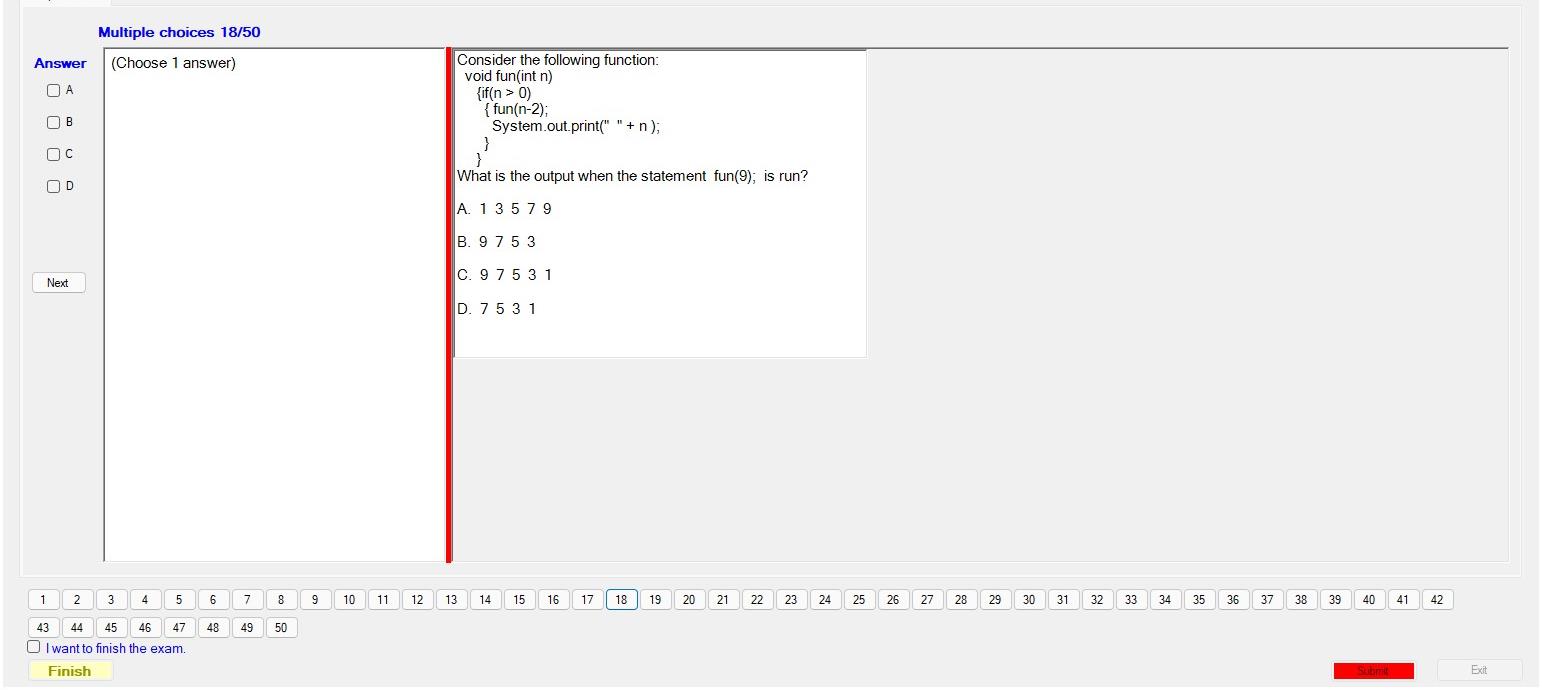 Multiple choices 18/50
Answer
A
B
C
D
Next
(Choose 1 answer)
Consider the following function:
void fun(int n)
{if(n > 0)
{ fun(n-2);
System.out.print(" " + n );
}
}
What is the output when the statement fun(9); is run?
A. 1 3 5 7 9
B. 9 7 5 3
C. 9 7 5 3 1
D. 7 5 3 1
1 2 3 4 5 6 7 8 9 10 11 12 13 14 15 16 17 18 19 20 21 22 23 24 25 26 27 28 29 30 31 32 33 34 35 36 37 38 39 40 41 42
43 44 45 46 47 48 49 50
I want to finish the exam.
Finish
Submit
Exit